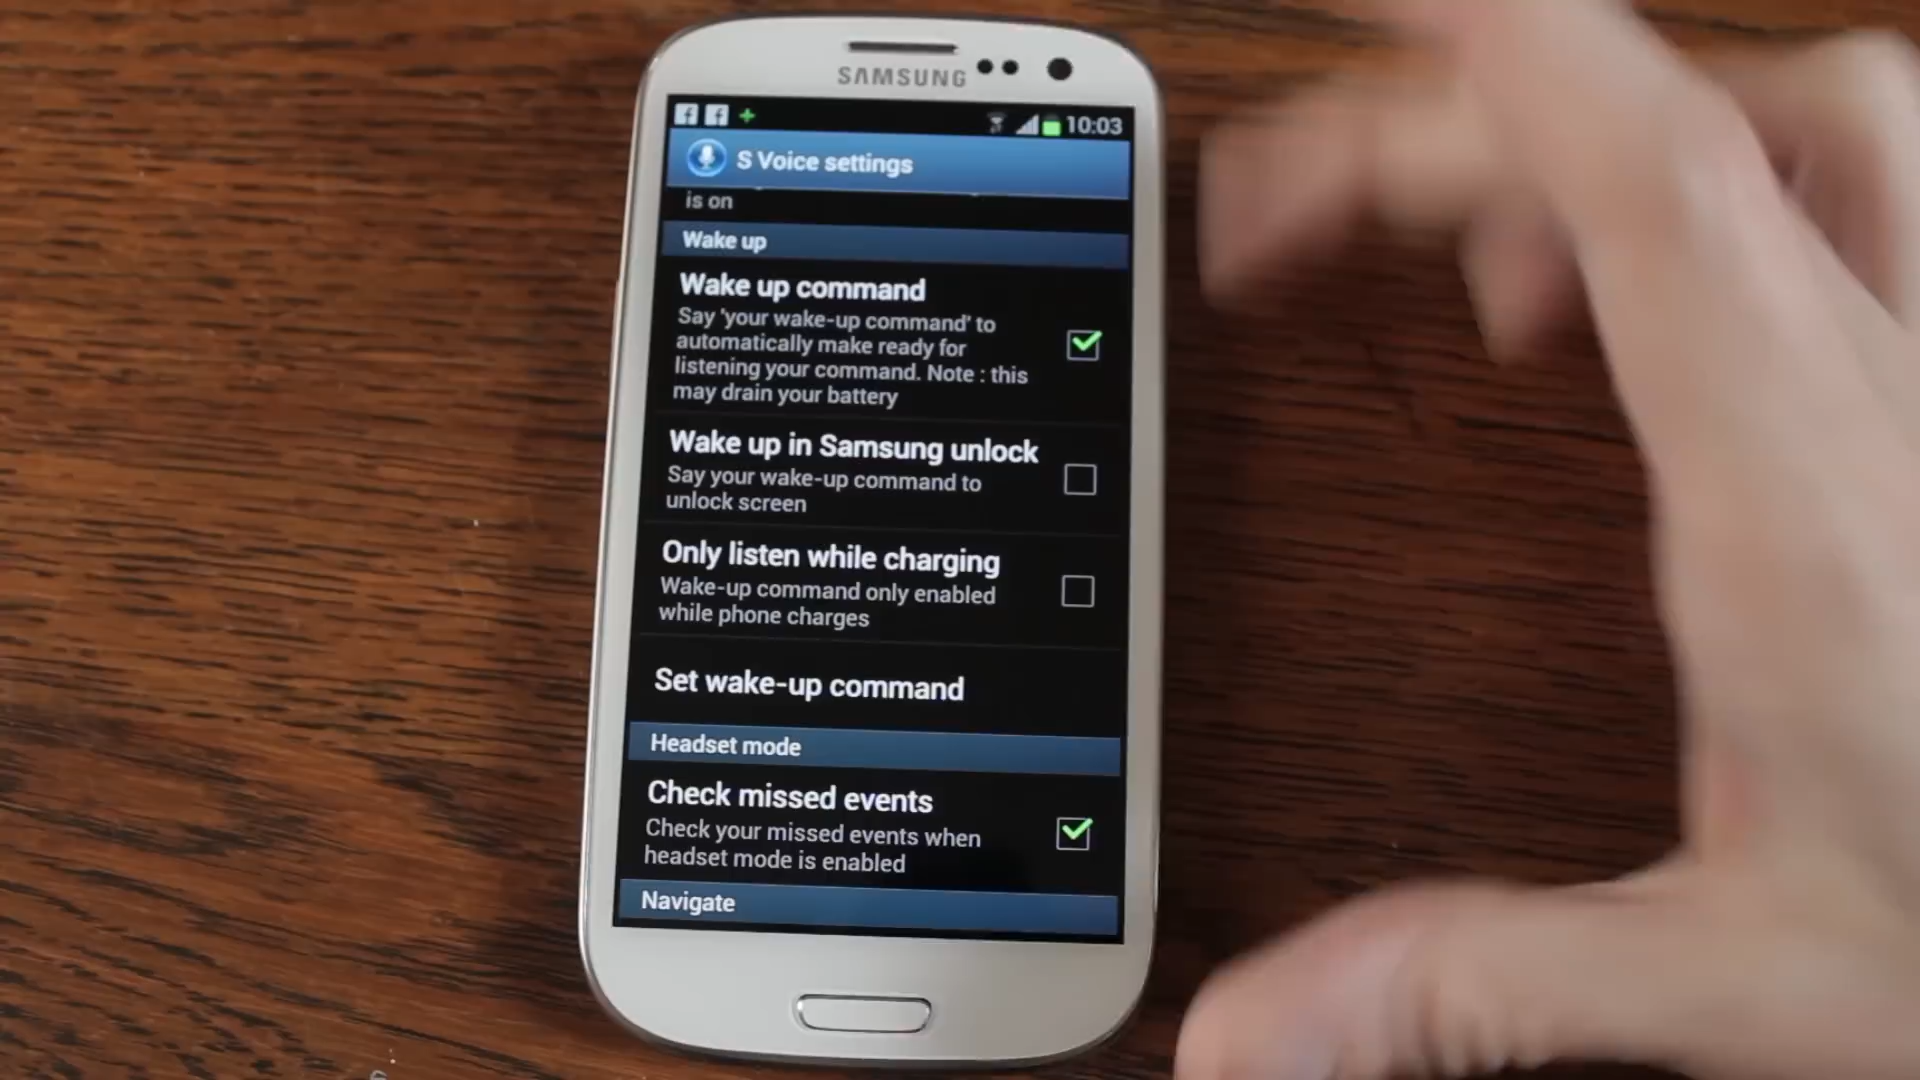 SAMSUNG
10:03
S Voice settings
is on
Wake up
Wake up command
Say 'your wake-up command' to
automatically make ready for
listening your command. Note : this
may drain your battery
Wake up in Samsung unlock
Say your wake-up command to
unlock screen
Only listen while charging
Wake-up command only enabled
while phone charges
Set wake-up command
Headset mode
Check missed events
Check your missed events when
headset mode is enabled
Navigate